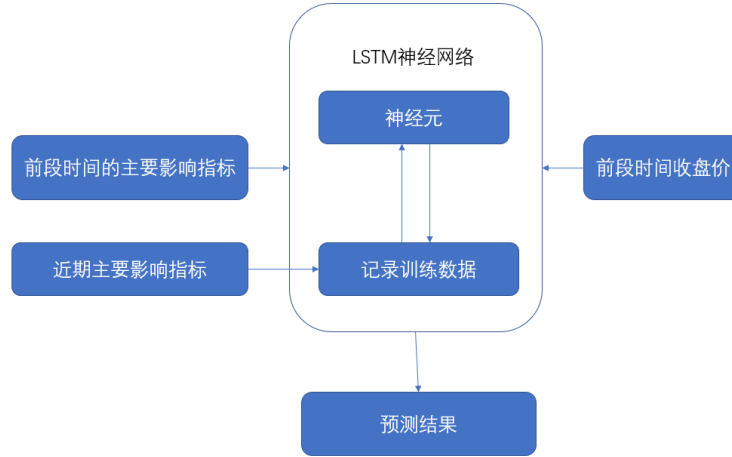 LSTM神经网络
神经元
前段时间的主要影响指标
前段时间收盘价
近期主要影响指标
记录训练数据
预测结果